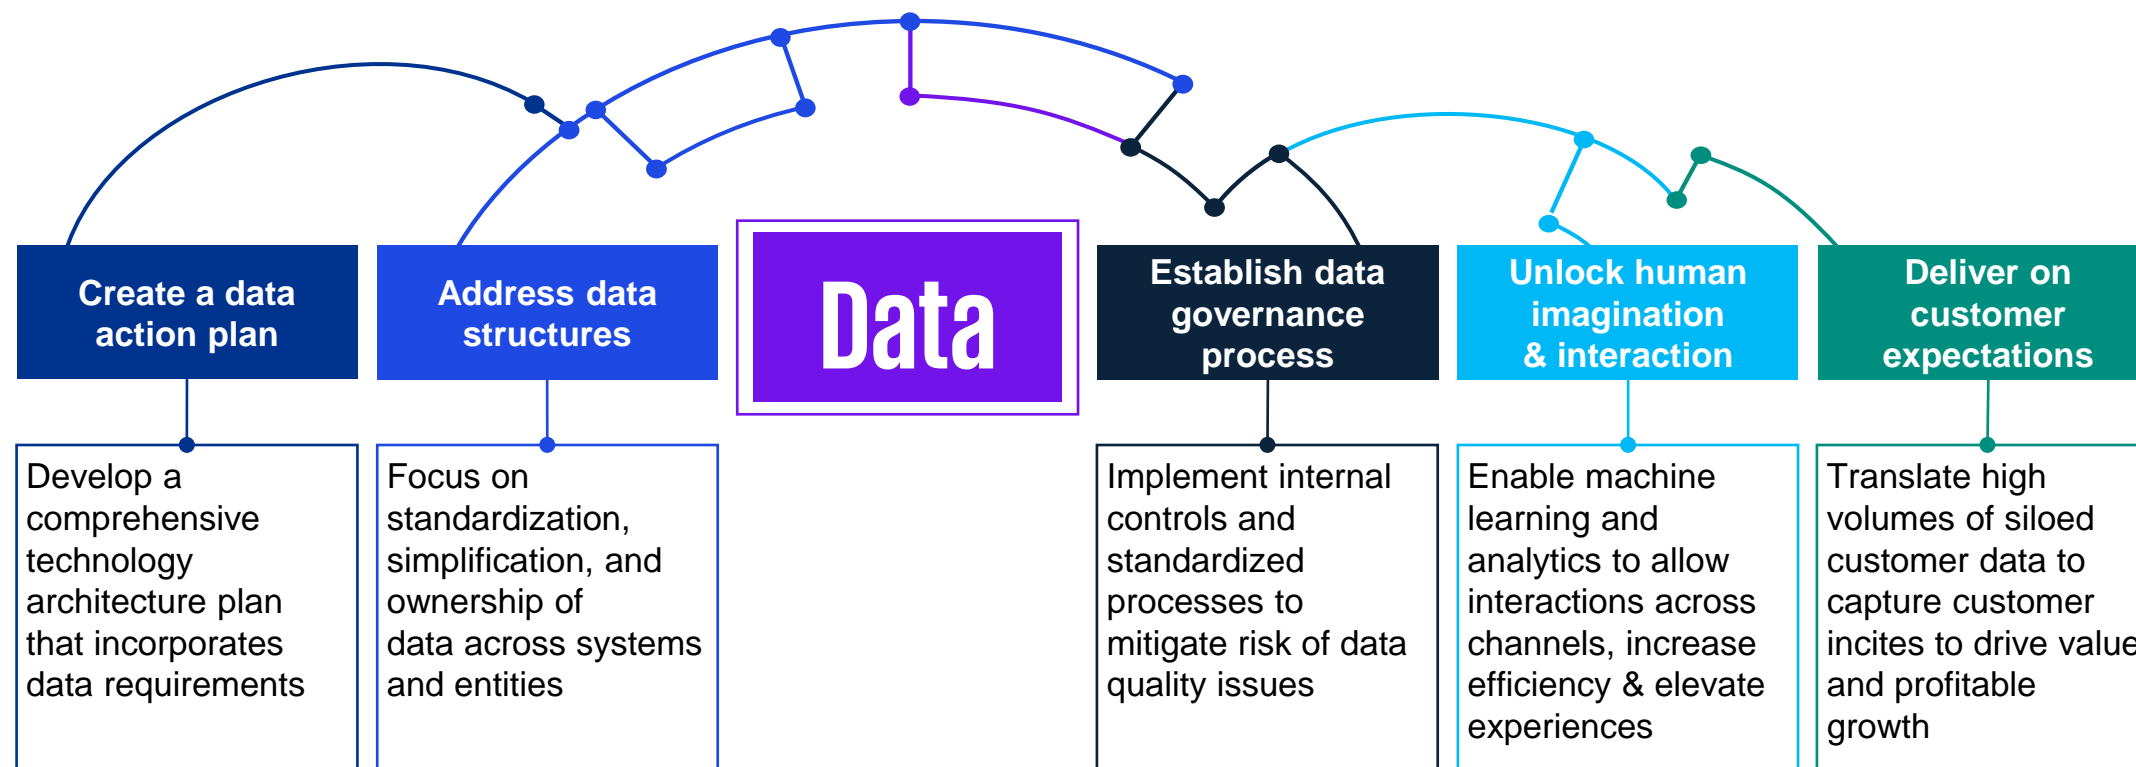 Create a data
action plan
Address data
structures
Data
Establish data
governance
process
Unlock human
imagination
& interaction
Deliver on
customer
expectations
Develop a
comprehensive
technology
architecture plan
that incorporates
data requirements
Focus on
standardization,
simplification, and
ownership of
data across systems
and entities
Implement internal
controls and
standardized
processes to
mitigate risk of data
quality issues
Enable machine
learning and
analytics to allow
interactions across
channels, increase
efficiency & elevate
experiences
Translate high
volumes of siloed
customer data to
capture customer
incites to drive value
and profitable
growth